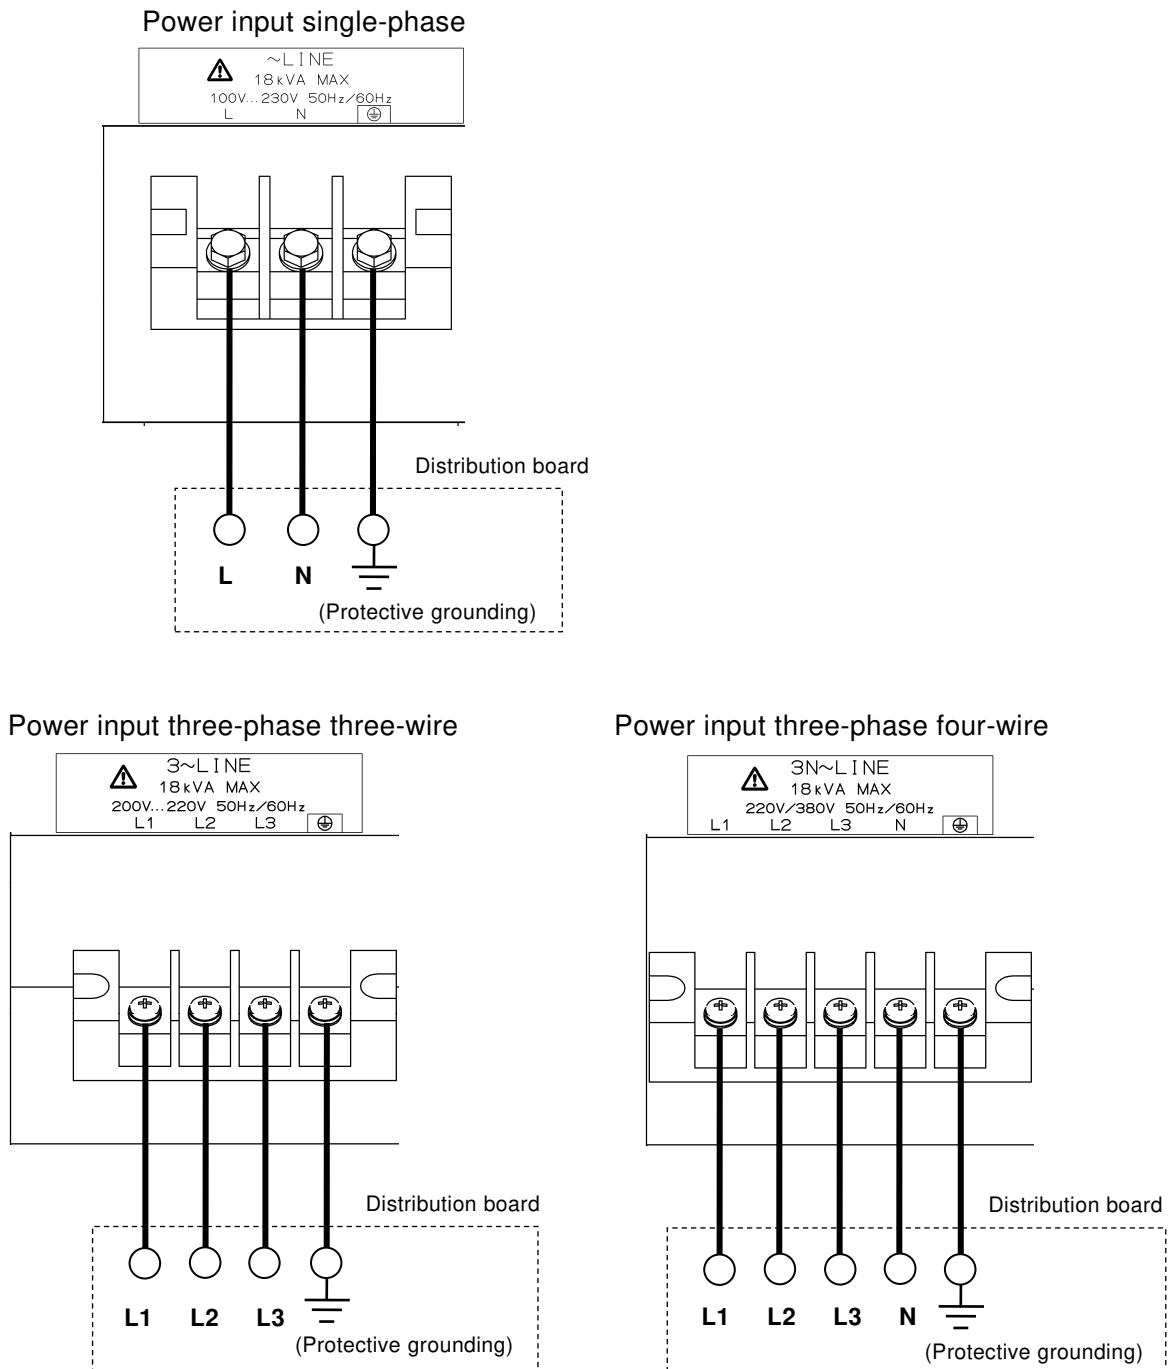 Power input single-phase
~LINE
18kVA MAX
100V...230V 50Hz/60Hz
L N
Distribution board
L N
(Protective grounding)
Power input three-phase three-wire
3~LINE
18kVA MAX
200V...220V 50Hz/60Hz
L1 L2 L3
Distribution board
L1 L2 L3
(Protective grounding)
Power input three-phase four-wire
3N~LINE
18kVA MAX
220V/380V 50Hz/60Hz
L1 L2 L3 N
Distribution board
L1 L2 L3 N
(Protective grounding)